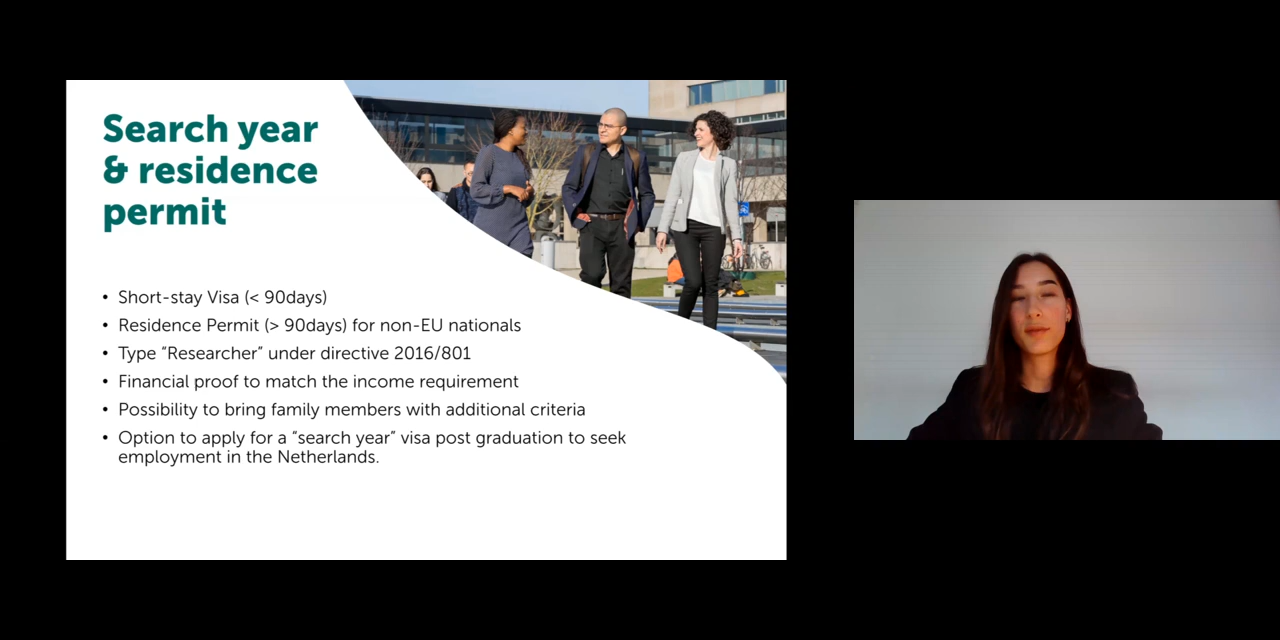 Search year
& residence
permit
• Short-stay Visa (< 90days)
• Residence Permit (> 90days) for non-EU nationals
• Type “Researcher” under directive 2016/801
• Financial proof to match the income requirement
• Possibility to bring family members with additional criteria
• Option to apply for a “search year” visa post graduation to seek
employment in the Netherlands.